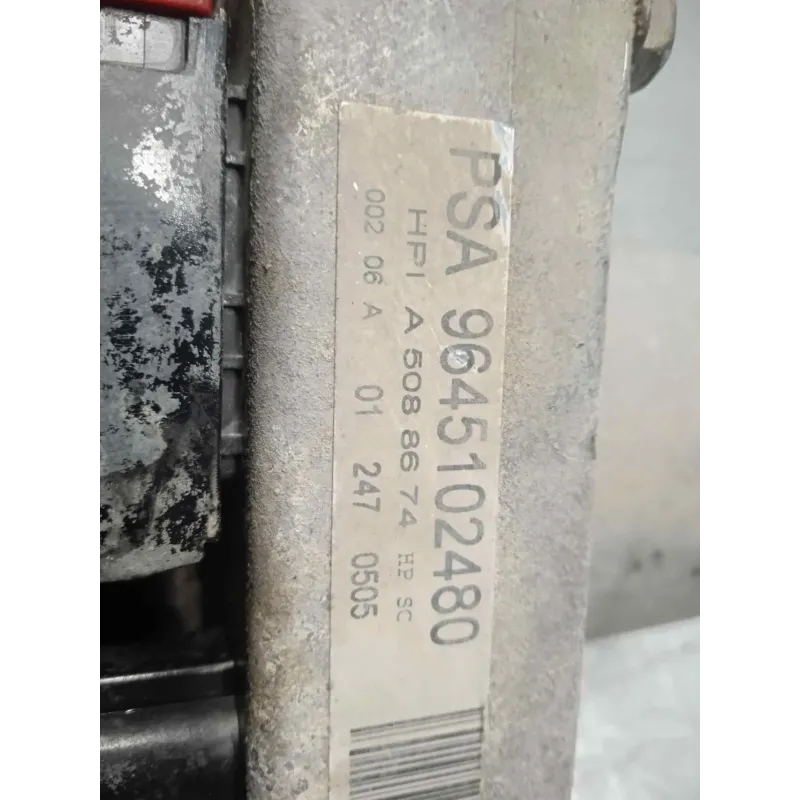 PSA 9645102480
HPI A 508 86 74 HP SC
002 06 A 01 247 0505